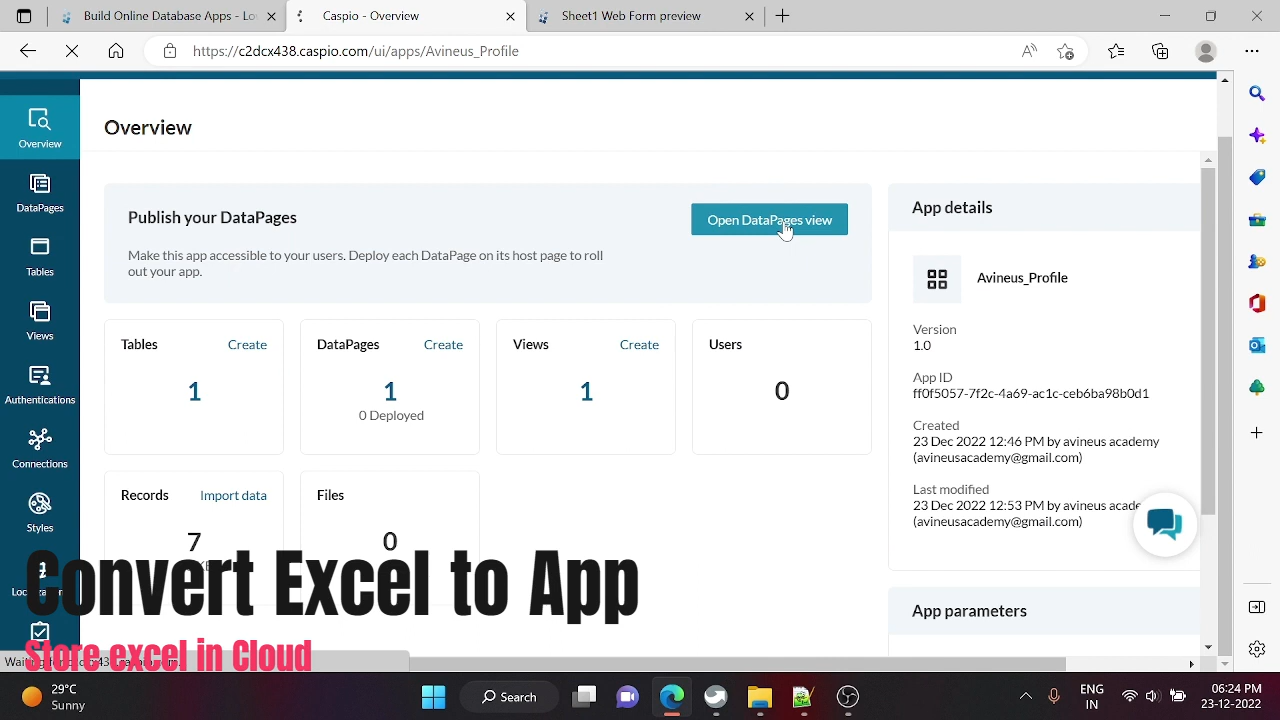 Tables - Web Form bui
Caspio - Overview
Submission Web Form preview
https://c2dcx438.caspio.com/ui/apps/Avineus_Profile
Overview
DataPages
Tables
Views
Authentications
Connections
Styles
Overview
Publish your DataPages
Open DataPages view
Make this app accessible to your users. Deploy each DataPage on its host page to roll
out your app.
Tables
Create
1
DataPages
Create
1
0 Deployed
Views
Create
1
Users
0
Records
Import data
7
Files
0
App details
Avineus_Profile
Version
1.0
App ID
ff0f5057-7f2c-4a69-ac1c-ceb6ba98b0d1
Created
23 Dec 2022 12:46 PM by avineus academy
(avineusacademy@gmail.com)
Last modified
23 Dec 2022 12:53 PM by avineus acade
(avineusacademy@gmail.com)
App parameters
Convert Excel to App
Store excel in Cloud
29°C
Sunny
Search
ENG
IN
06:24 PM
23-12-2022